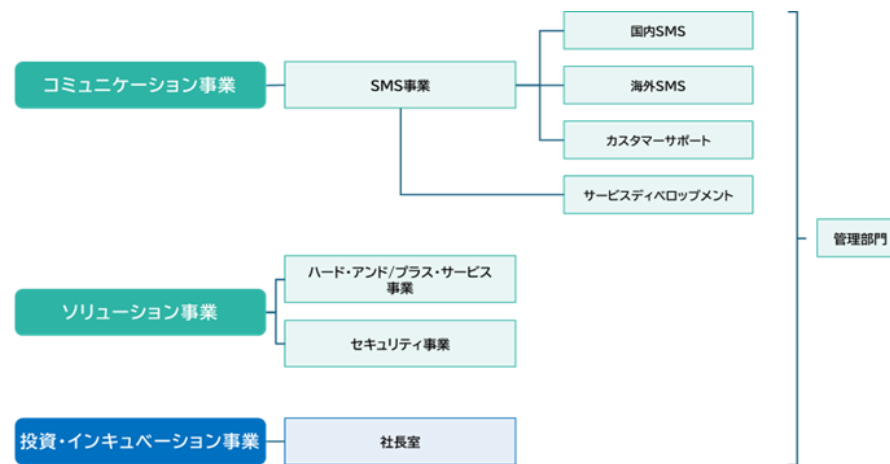 コミュニケーション事業
SMS事業
国内SMS
海外SMS
カスタマーサポート
サービスディベロップメント
管理部門
ソリューション事業
ハード・アンド/プラス・サービス
事業
セキュリティ事業
投資・インキュベーション事業
社長室